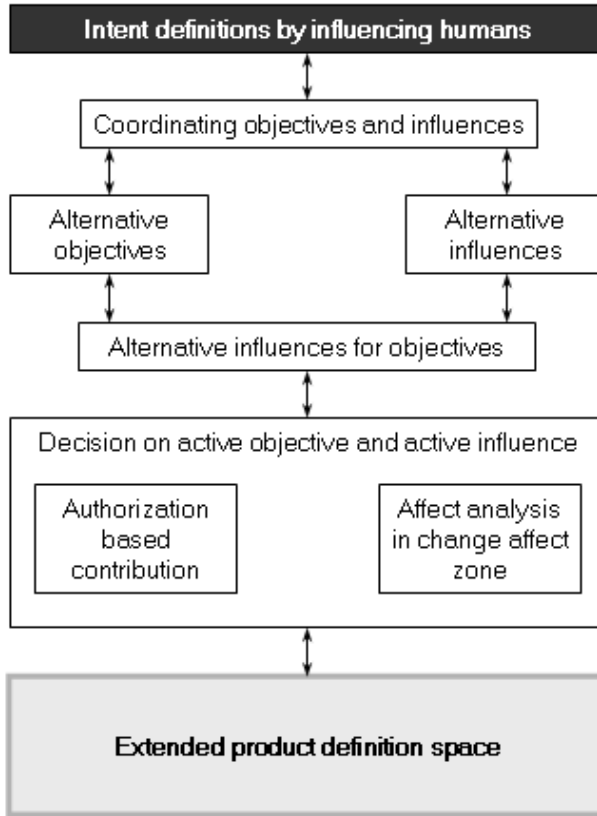 Intent definitions by influencing humans
Coordinating objectives and influences
Alternative
objectives
Alternative
influences
Alternative influences for objectives
Decision on active objective and active influence
Authorization
based
contribution
Affect analysis
in change affect
zone
Extended product definition space